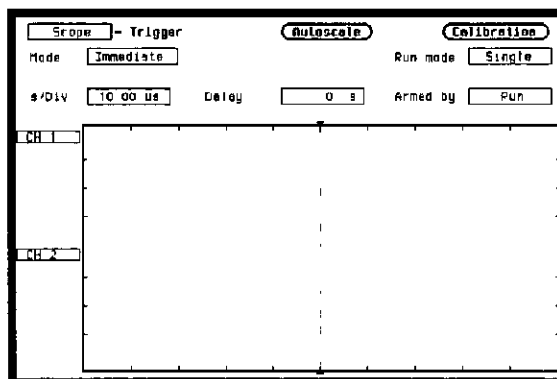 Scope - Trigger Autoscale Calibration
Mode Immediate Run mode Single
s/Div 10.00 us Delay 0 s Armed by Run
CH 1
CH 2